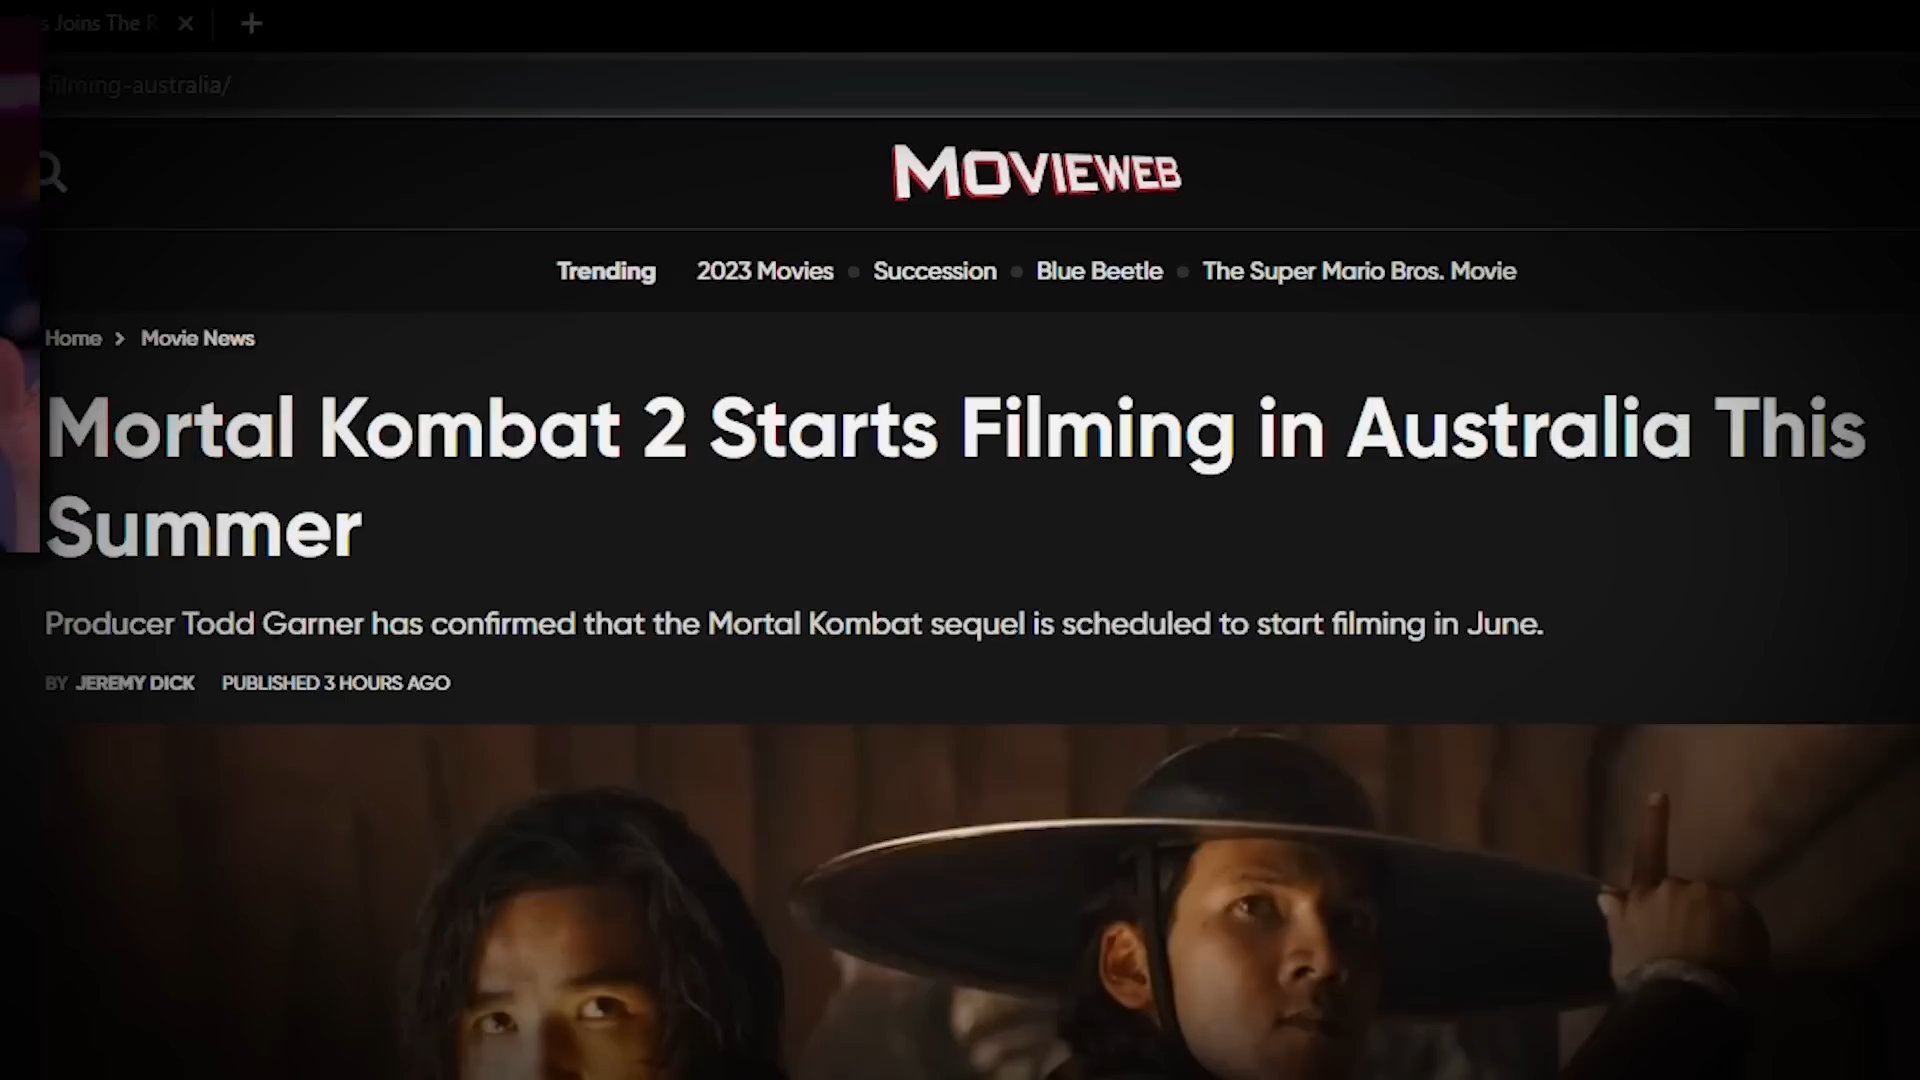 s Joins The R
-filming-australia/
MOVIEWEB
Trending 2023 Movies Succession Blue Beetle The Super Mario Bros. Movie
Home > Movie News
Mortal Kombat 2 Starts Filming in Australia This
Summer
Producer Todd Garner has confirmed that the Mortal Kombat sequel is scheduled to start filming in June.
BY JEREMY DICK PUBLISHED 3 HOURS AGO